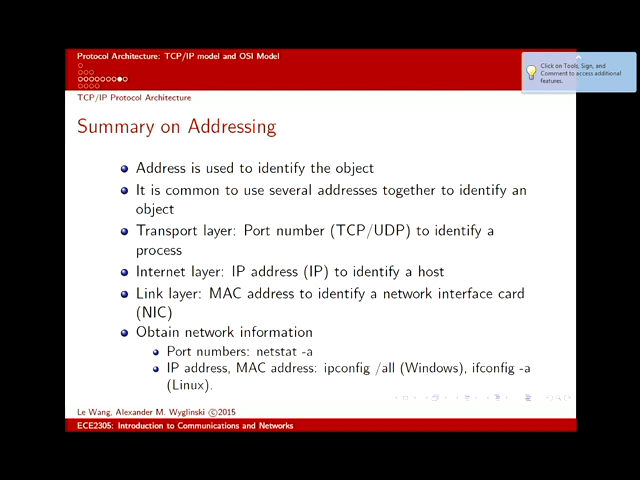 Protocol Architecture: TCP/IP model and OSI Model
TCP/IP Protocol Architecture
Click on Tools, Sign, and
Comment to access additional
features.
Summary on Addressing
Address is used to identify the object
It is common to use several addresses together to identify an
object
Transport layer: Port number (TCP/UDP) to identify a
process
Internet layer: IP address (IP) to identify a host
Link layer: MAC address to identify a network interface card
(NIC)
Obtain network information
Port numbers: netstat -a
IP address, MAC address: ipconfig /all (Windows), ifconfig -a
(Linux).
Le Wang, Alexander M. Wyglinski ©2015
ECE2305: Introduction to Communications and Networks